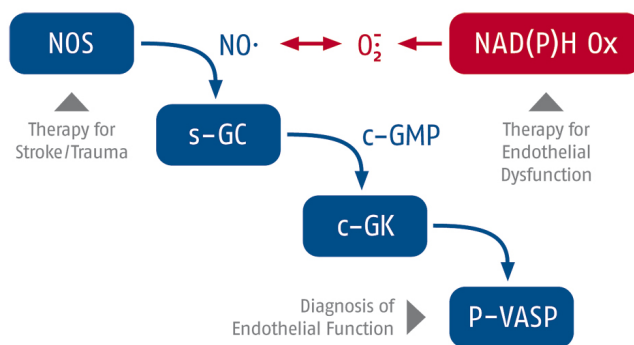 NOS
NO·
O₂⁻
NAD(P)H Ox
Therapy for
Stroke/Trauma
s-GC
c-GMP
Therapy for
Endothelial
Dysfunction
c-GK
Diagnosis of
Endothelial Function
P-VASP